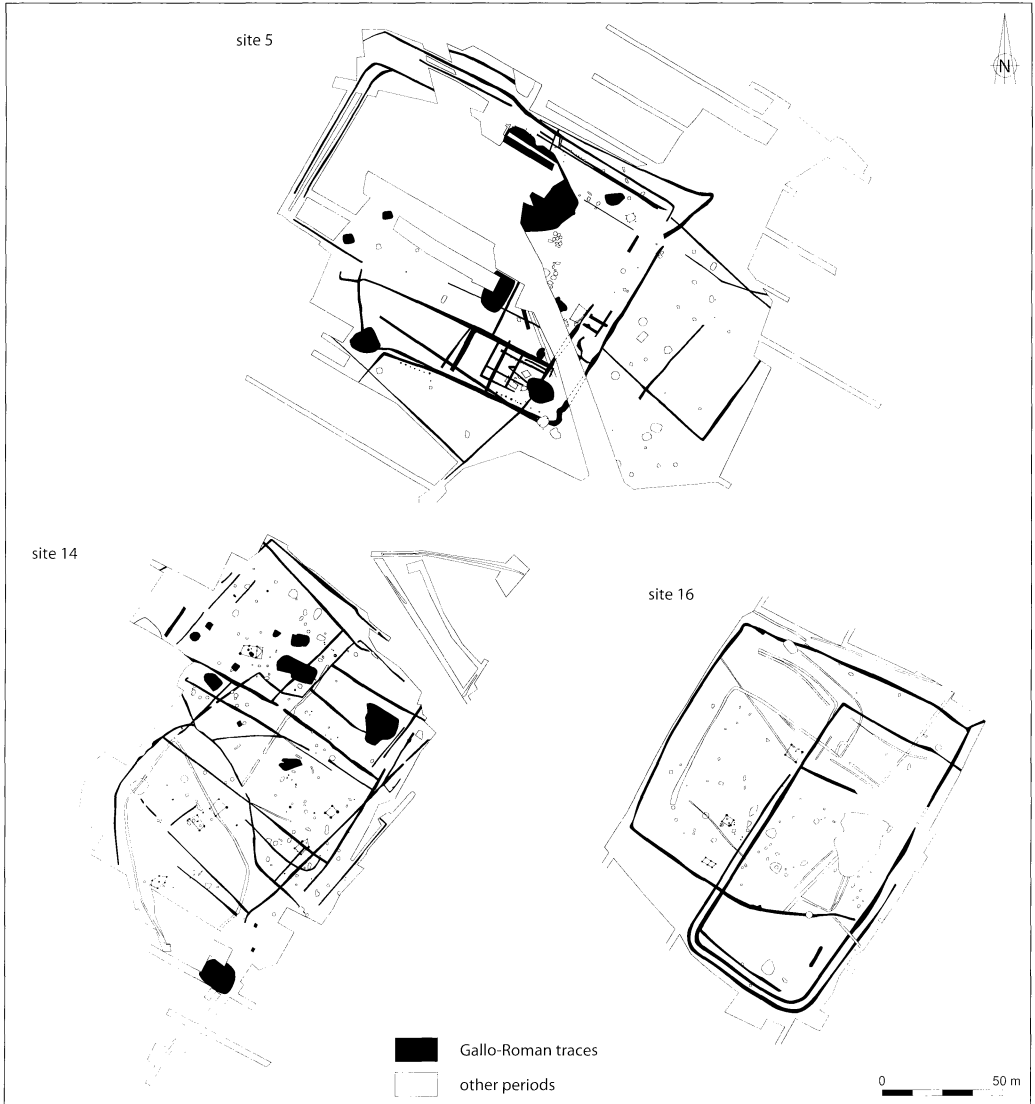 site 5
N
site 14
site 16
Gallo-Roman traces
other periods
0 50 m